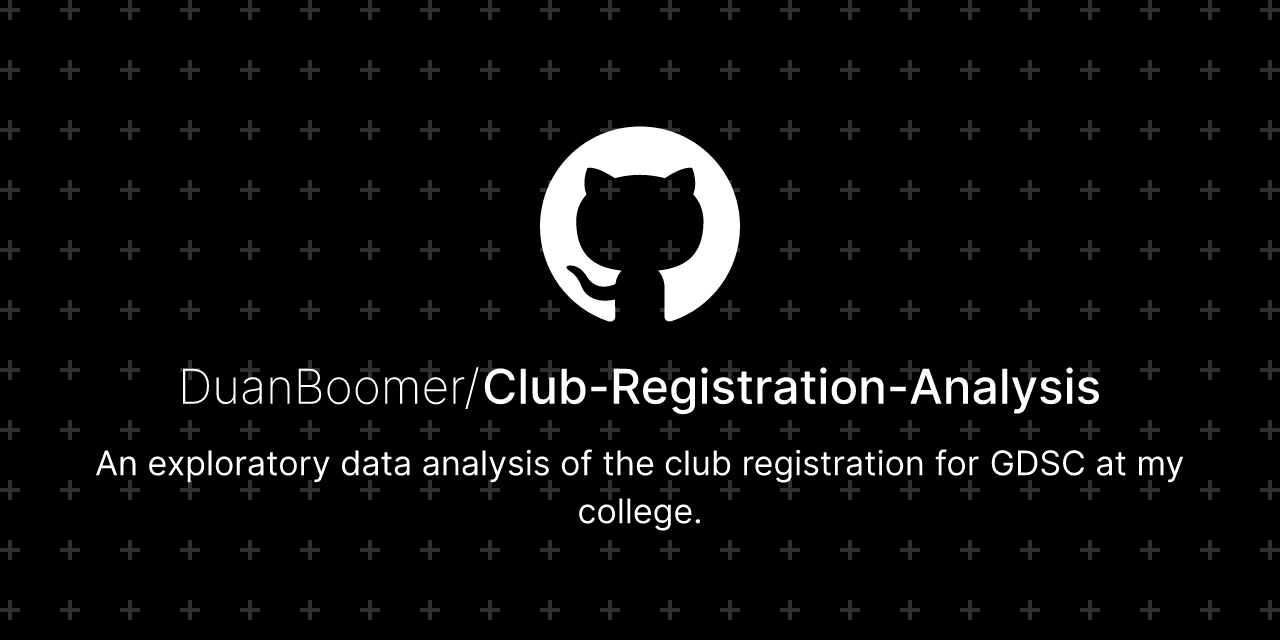 DuanBoomer/Club-Registration-Analysis
An exploratory data analysis of the club registration for GDSC at my
college.